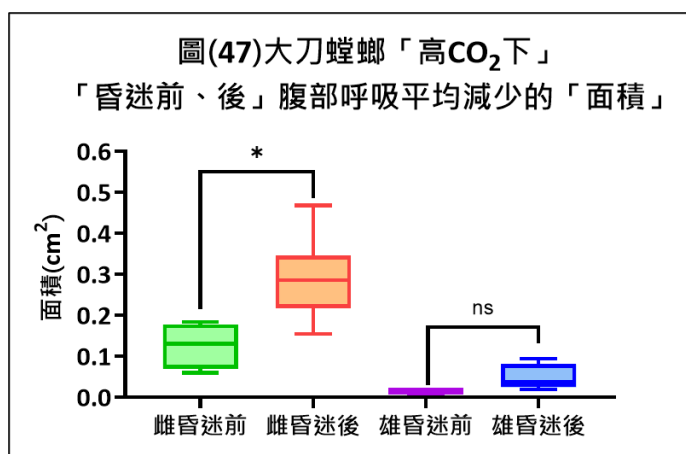 圖(47)大刀螳螂「高CO₂下」
「昏迷前、後」腹部呼吸平均減少的「面積」
面積(cm²)
0.6
0.5
0.4
0.3
0.2
0.1
0.0
*
ns
雌昏迷前 雌昏迷後 雄昏迷前 雄昏迷後